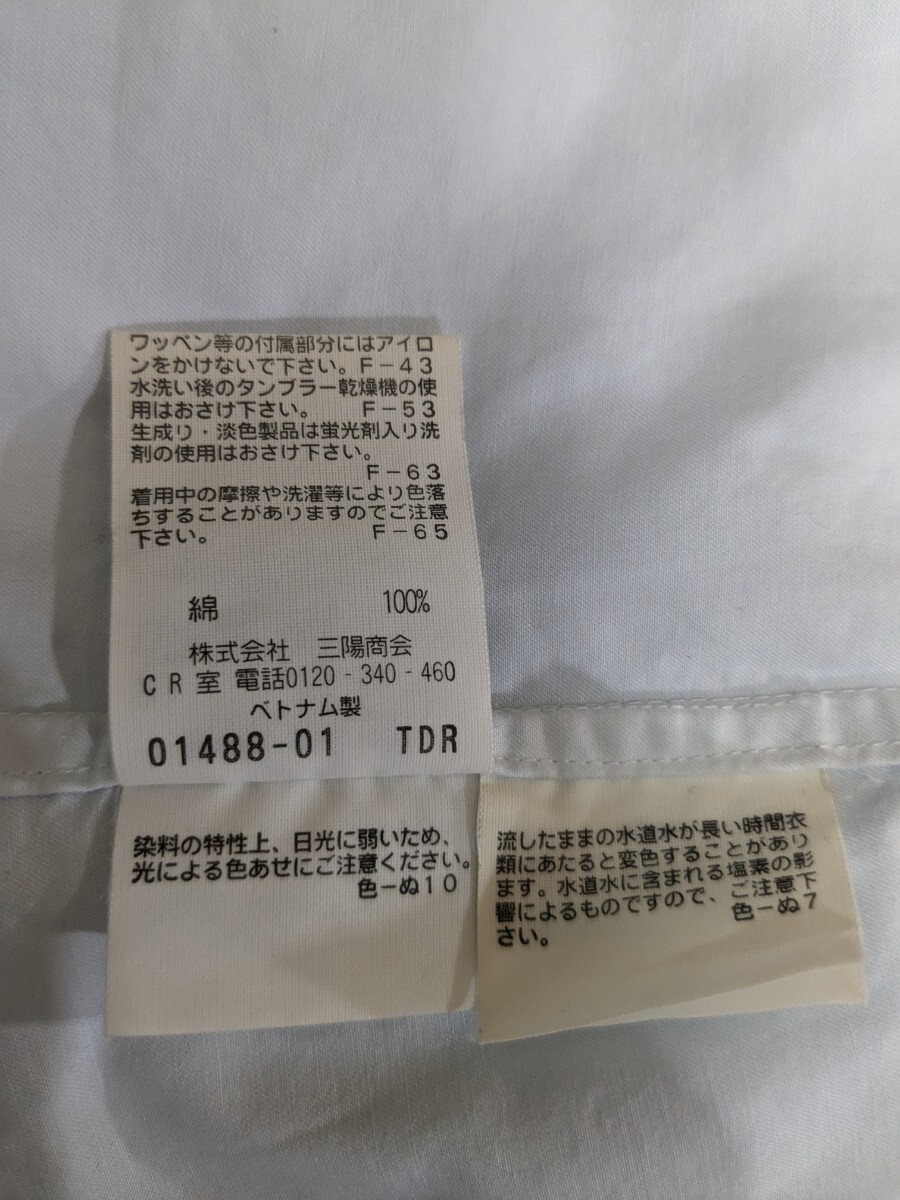 ワッペン等の付属部分にはアイロ
ンをかけないで下さい。F−43
水洗い後のタンブラー乾燥機の使
用はおさけ下さい。 F−53
生成り・淡色製品は蛍光剤入り洗
剤の使用はおさけ下さい。
F−63
着用中の摩擦や洗濯等により色落
ちすることがありますのでご注意
下さい。 F−65
綿 100%
株式会社 三陽商会
CR室 電話0120-340-460
ベトナム製
01488-01 TDR
染料の特性上、日光に弱いため、
光による色あせにご注意ください。
色−ぬ10
流したままの水道水が長い時間衣
類にあたると変色することがあり
ます。水道水に含まれる塩素の影
響によるものですので、ご注意下
さい。 色−ぬ7